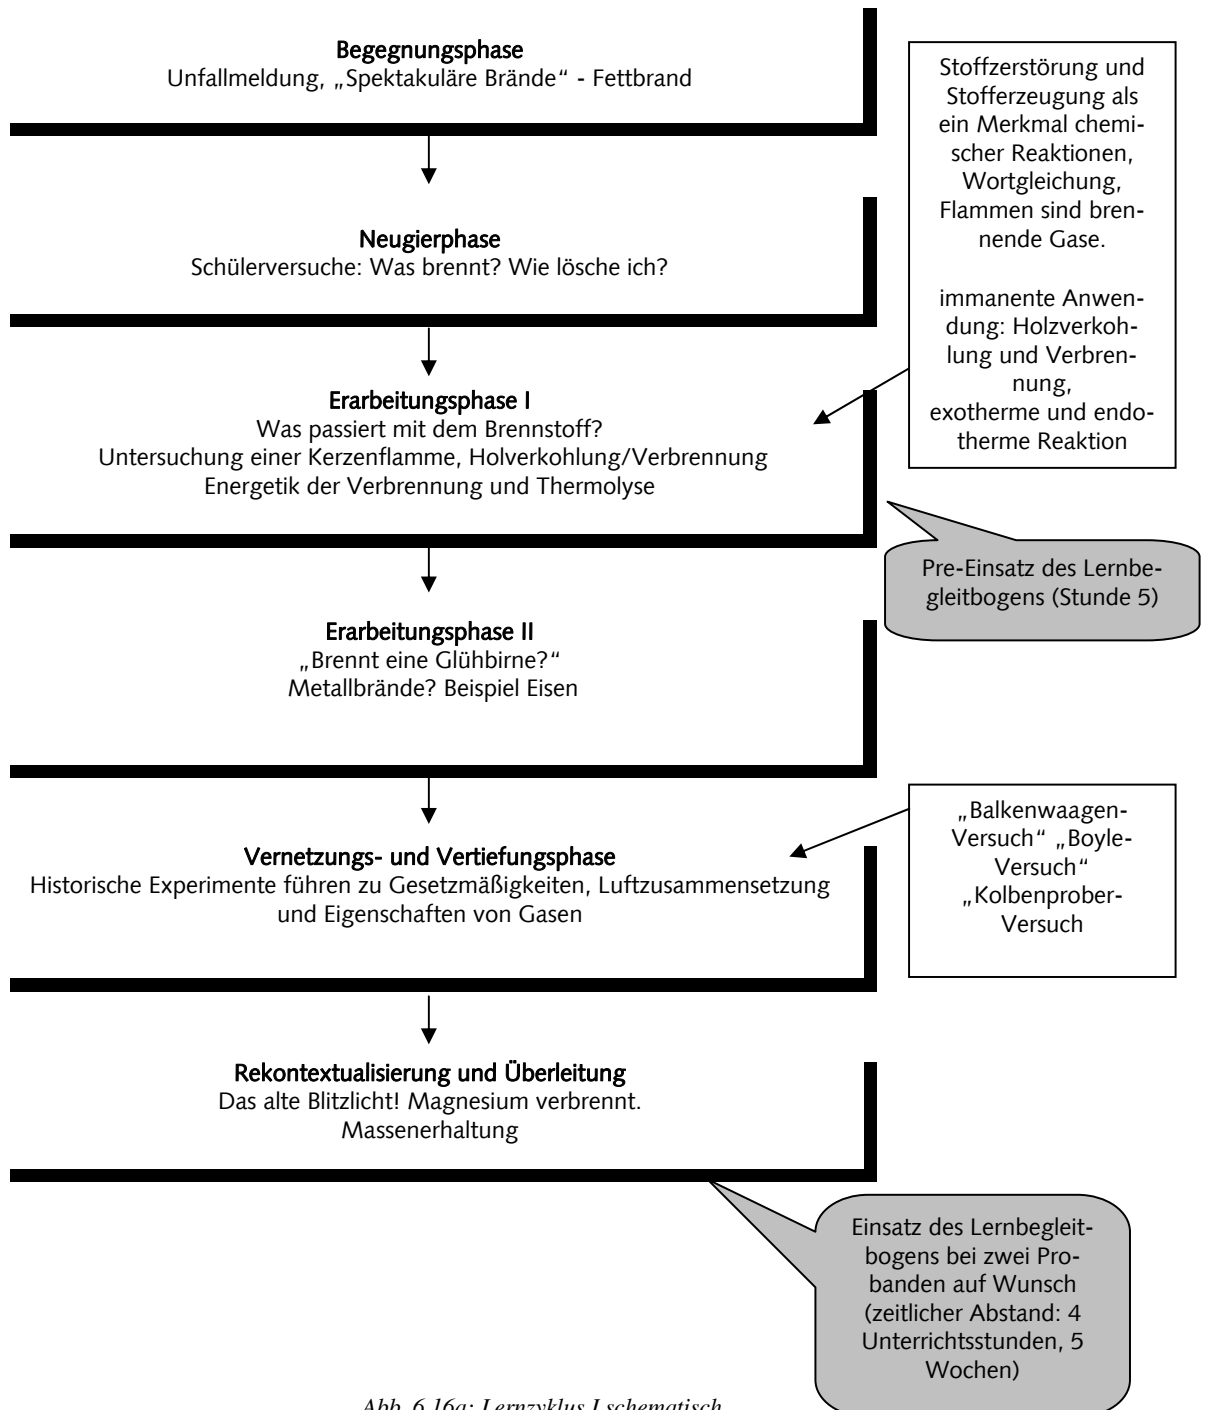 Begegnungsphase
Unfallmeldung, „Spektakuläre Brände“ - Fettbrand
Stoffzerstörung und
Stofferzeugung als
ein Merkmal chemi-
scher Reaktionen,
Wortgleichung,
Flammen sind bren-
nende Gase.
immanente Anwen-
dung: Holzverkoh-
lung und Verbren-
nung,
exotherme und endo-
therme Reaktion
Neugierphase
Schülerversuche: Was brennt? Wie lösche ich?
Erarbeitungsphase I
Was passiert mit dem Brennstoff?
Untersuchung einer Kerzenflamme, Holverkohlung/Verbrennung
Energetik der Verbrennung und Thermolyse
Pre-Einsatz des Lernbe-
gleitbogens (Stunde 5)
Erarbeitungsphase II
„Brennt eine Glühbirne?“
Metallbrände? Beispiel Eisen
Vernetzungs- und Vertiefungsphase
Historische Experimente führen zu Gesetzmäßigkeiten, Luftzusammensetzung
und Eigenschaften von Gasen
„Balkenwaagen-
Versuch“ „Boyle-
Versuch“
„Kolbenprober-
Versuch
Rekontextualisierung und Überleitung
Das alte Blitzlicht! Magnesium verbrennt.
Massenerhaltung
Einsatz des Lernbegleit-
bogens bei zwei Pro-
banden auf Wunsch
(zeitlicher Abstand: 4
Unterrichtsstunden, 5
Wochen)
Abb. 6.16a: Lernzyklus I schematisch